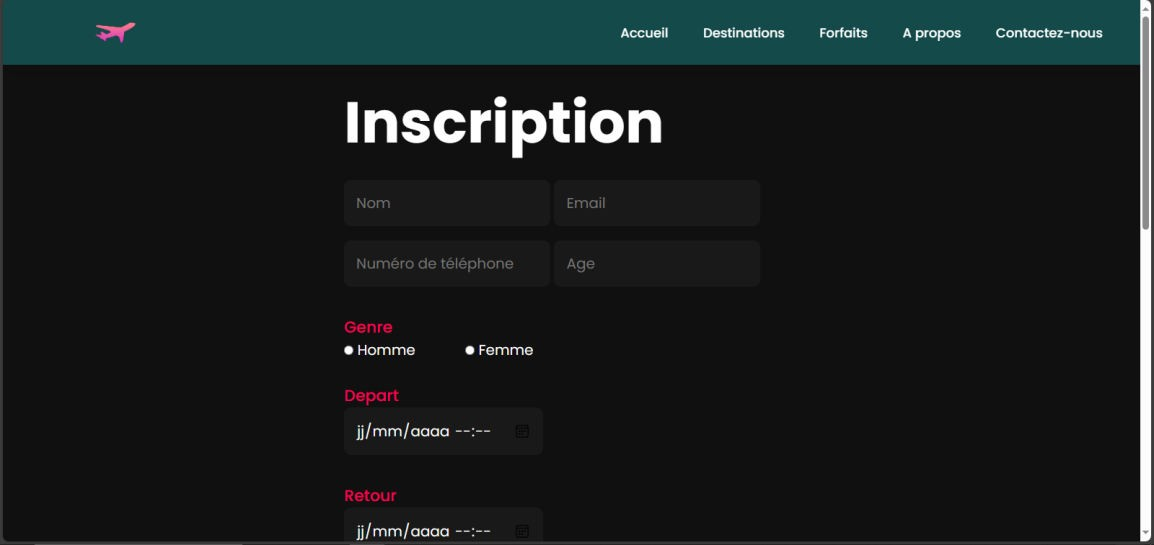 Accueil Destinations Forfaits A propos Contactez-nous
Inscription
Nom Email
Numéro de téléphone Age
Genre
Homme Femme
Depart
jj/mm/aaaa --:--
Retour
jj/mm/aaaa --:--